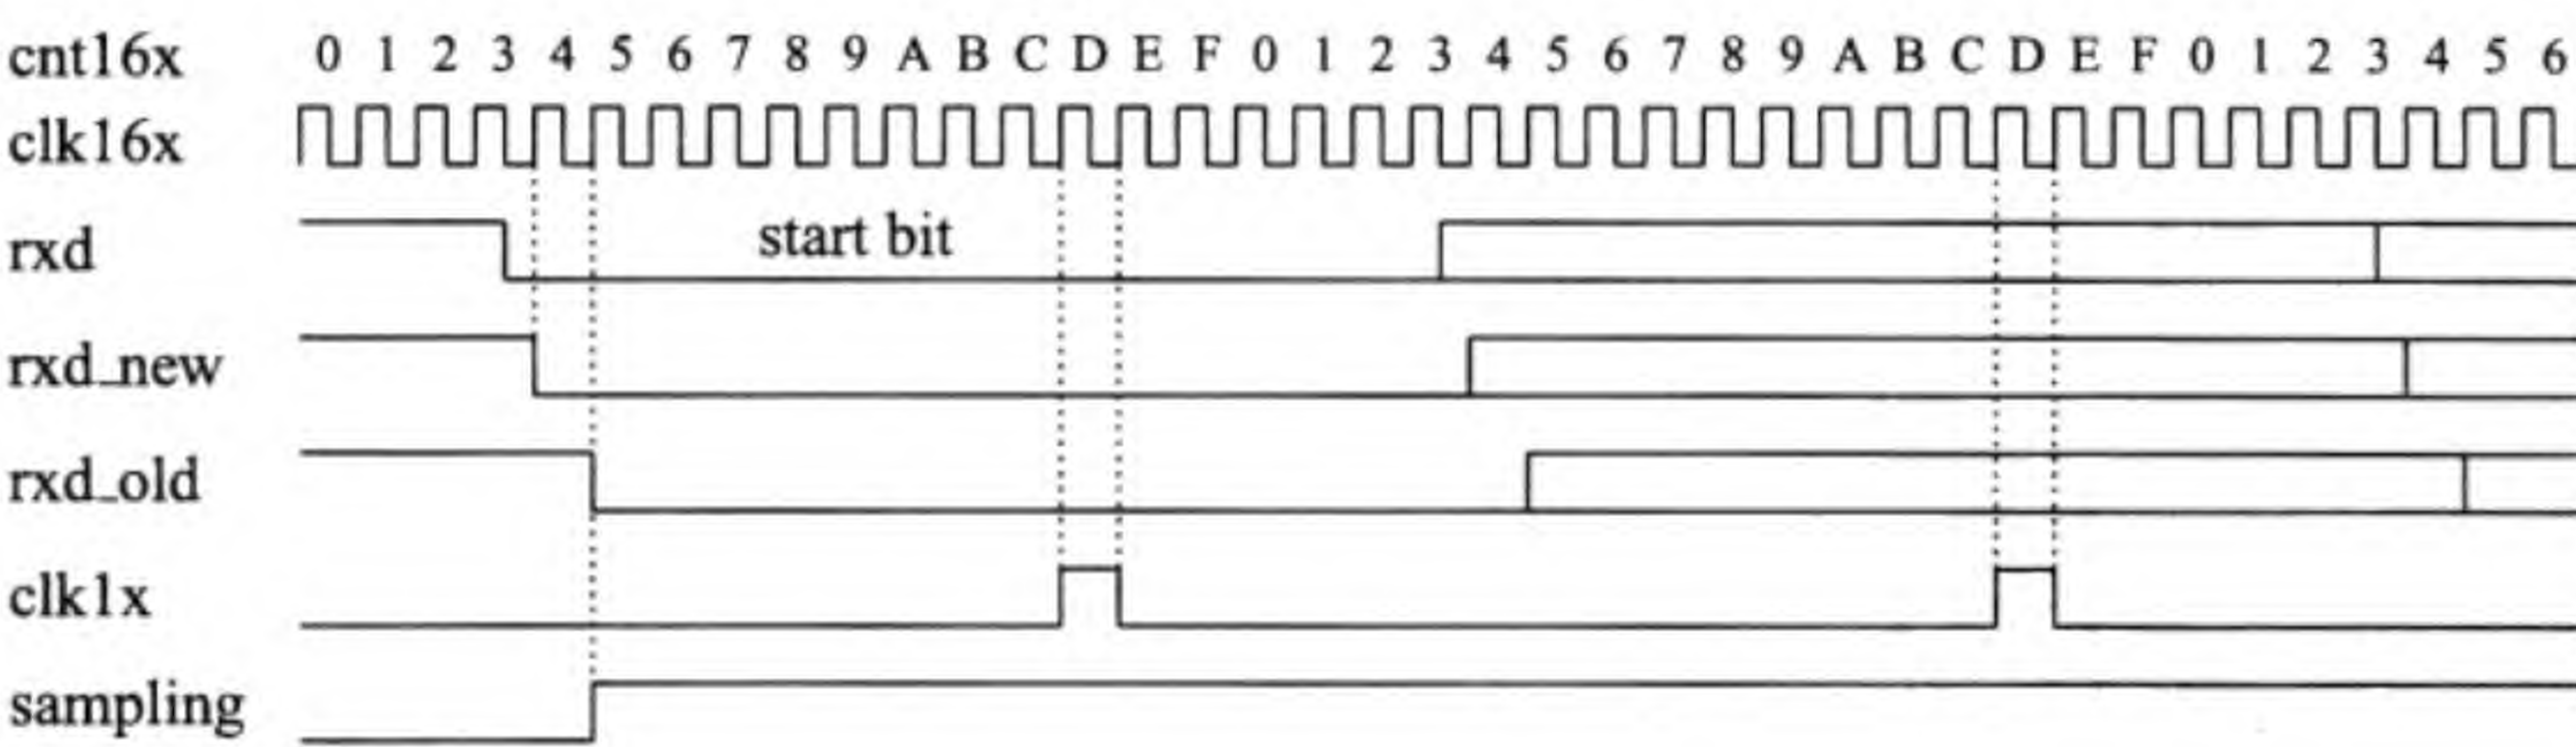 cnt16x 0 1 2 3 4 5 6 7 8 9 A B C D E F 0 1 2 3 4 5 6 7 8 9 A B C D E F 0 1 2 3 4 5 6
clk16x
rxd start bit
rxd_new
rxd_old
clk1x
sampling